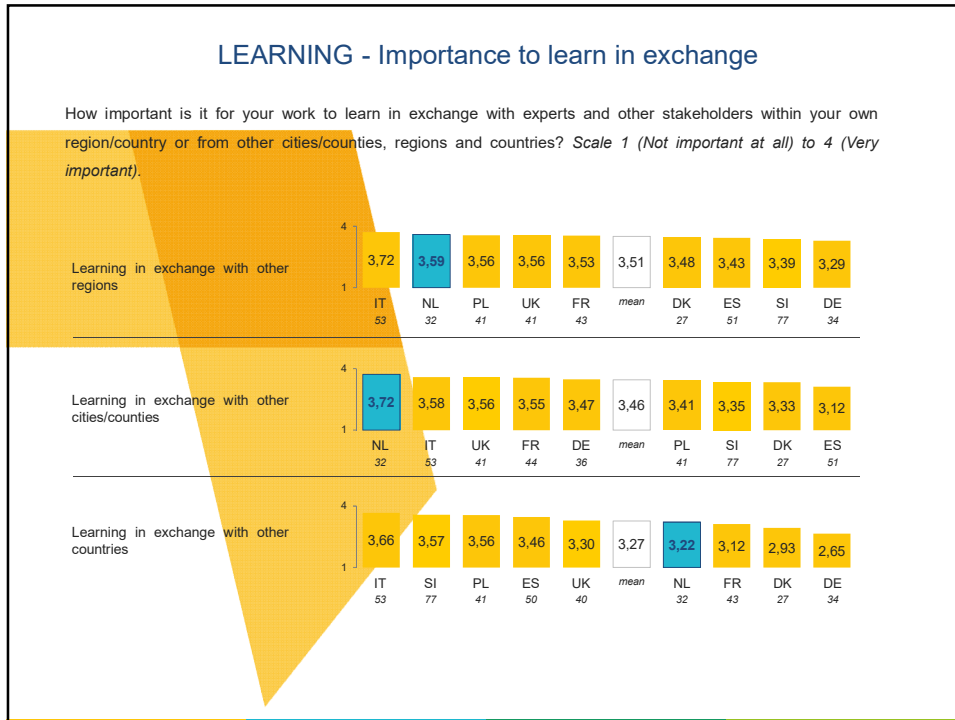 LEARNING - Importance to learn in exchange
How important is it for your work to learn in exchange with experts and other stakeholders within your own
region/country or from other cities/counties, regions and countries? Scale 1 (Not important at all) to 4 (Very
important).
Learning in exchange with other
regions
4
1
3,72 3,59 3,56 3,56 3,53 3,51 3,48 3,43 3,39 3,29
IT NL PL UK FR mean DK ES SI DE
53 32 41 41 43 27 51 77 34
Learning in exchange with other
cities/counties
4
1
3,72 3,58 3,56 3,55 3,47 3,46 3,41 3,35 3,33 3,12
NL IT UK FR DE mean PL SI DK ES
32 53 41 44 36 41 77 27 51
Learning in exchange with other
countries
4
1
3,66 3,57 3,56 3,46 3,30 3,27 3,22 3,12 2,93 2,65
IT SI PL ES UK mean NL FR DK DE
53 77 41 50 40 32 43 27 34